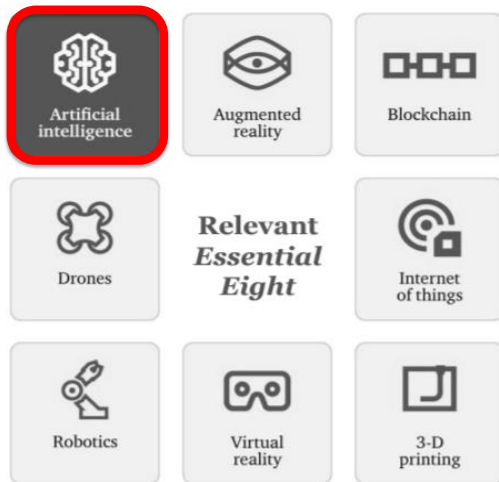 Artificial
intelligence
Augmented
reality
Blockchain
Drones
Relevant
Essential
Eight
Internet
of things
Robotics
Virtual
reality
3-D
printing